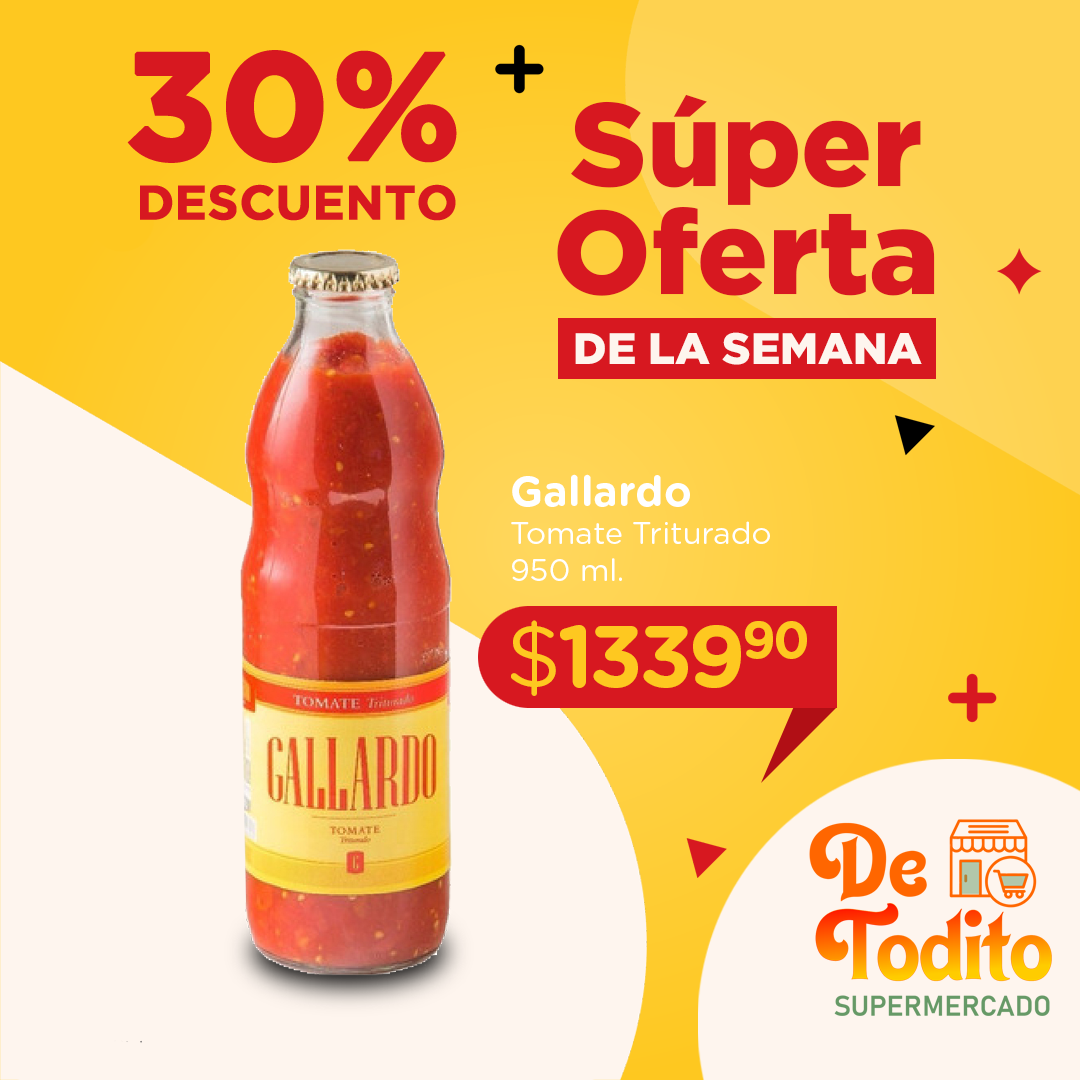 30%
DESCUENTO
Súper
Oferta
DE LA SEMANA
Gallardo
Tomate Triturado
950 ml.
$1339⁹⁰
TOMATE Triturado
GALLARDO
TOMATE
Triturado
G
De
Todito
SUPERMERCADO